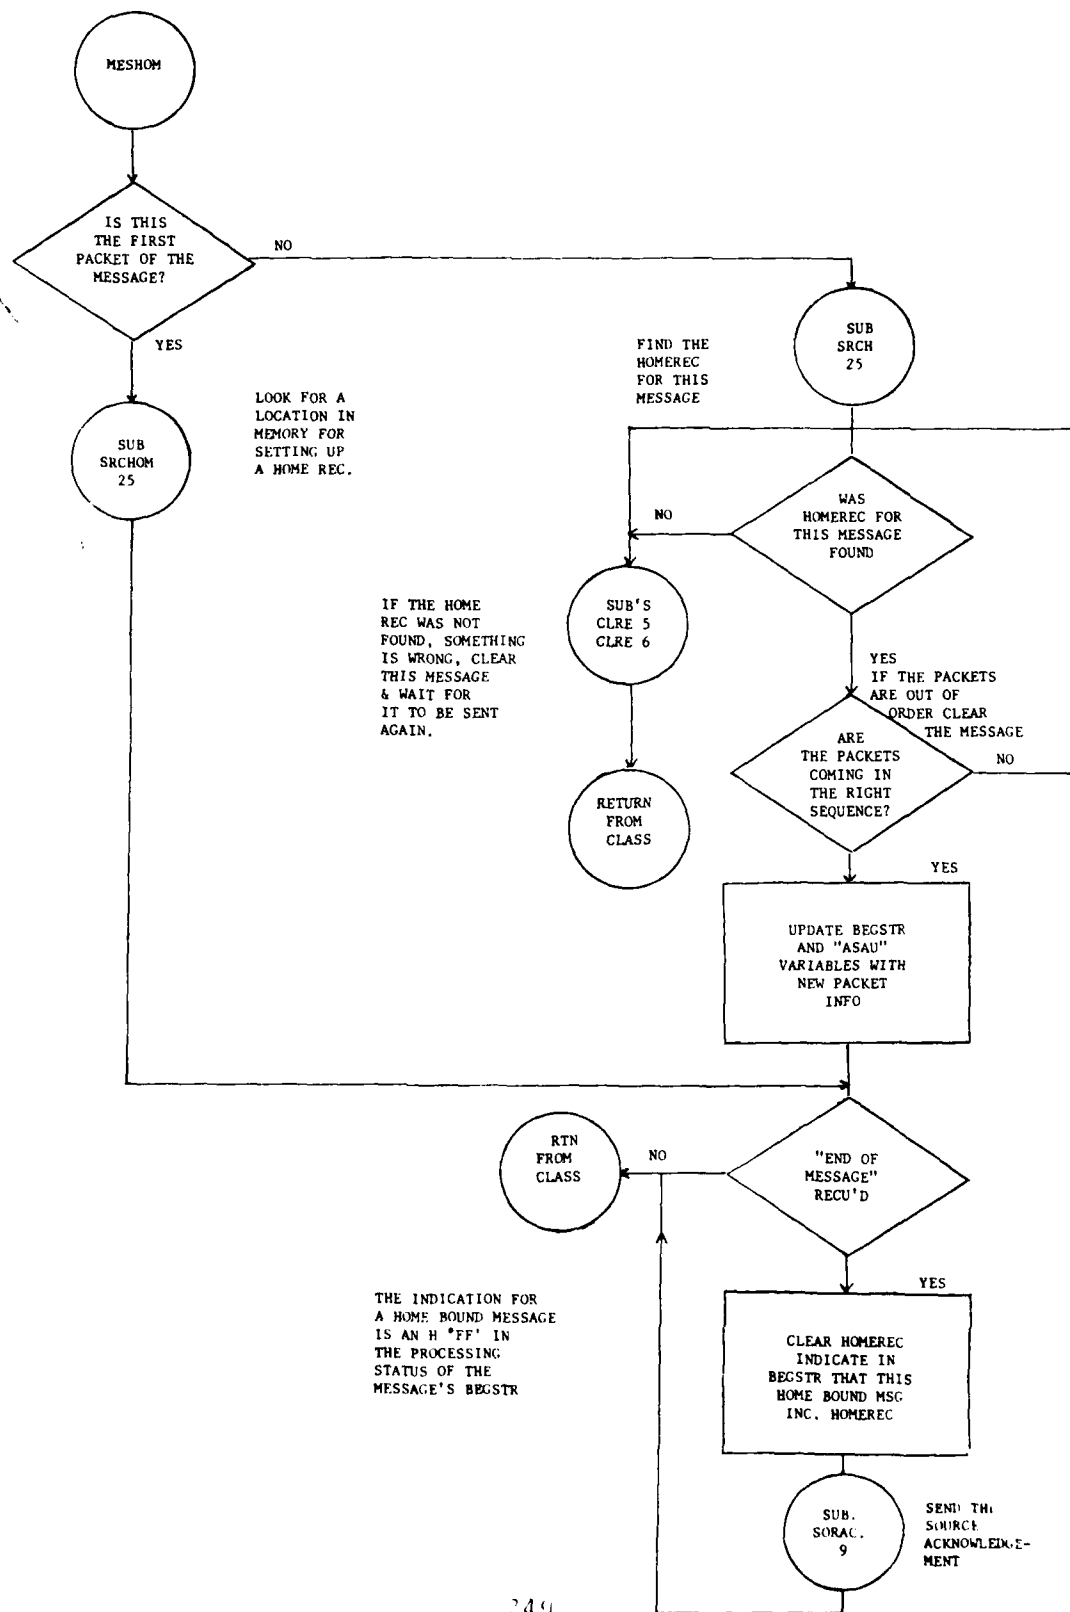 MESHOM
IS THIS
THE FIRST
PACKET OF THE
MESSAGE?
NO
YES
SUB
SRCH
25
FIND THE
HOMEREC
FOR THIS
MESSAGE
LOOK FOR A
LOCATION IN
MEMORY FOR
SETTING UP
A HOME REC.
SUB
SRCHOM
25
WAS
HOMEREC FOR
THIS MESSAGE
FOUND
NO
SUB'S
CLRE 5
CLRE 6
IF THE HOME
REC WAS NOT
FOUND, SOMETHING
IS WRONG, CLEAR
THIS MESSAGE
& WAIT FOR
IT TO BE SENT
AGAIN.
YES
IF THE PACKETS
ARE OUT OF
ORDER CLEAR
THE MESSAGE
ARE
THE PACKETS
COMING IN
THE RIGHT
SEQUENCE?
NO
RETURN
FROM
CLASS
YES
UPDATE BEGSTR
AND "ASAU"
VARIABLES WITH
NEW PACKET
INFO
RTN
FROM
CLASS
NO
"END OF
MESSAGE"
RECU'D
YES
THE INDICATION FOR
A HOME BOUND MESSAGE
IS AN H 'FF' IN
THE PROCESSING
STATUS OF THE
MESSAGE'S BEGSTR
CLEAR HOMEREC
INDICATE IN
BEGSTR THAT THIS
HOME BOUND MSG
INC. HOMEREC
SUB.
SORAC.
9
SEND THE
SOURCE
ACKNOWLEDGE-
MENT
349